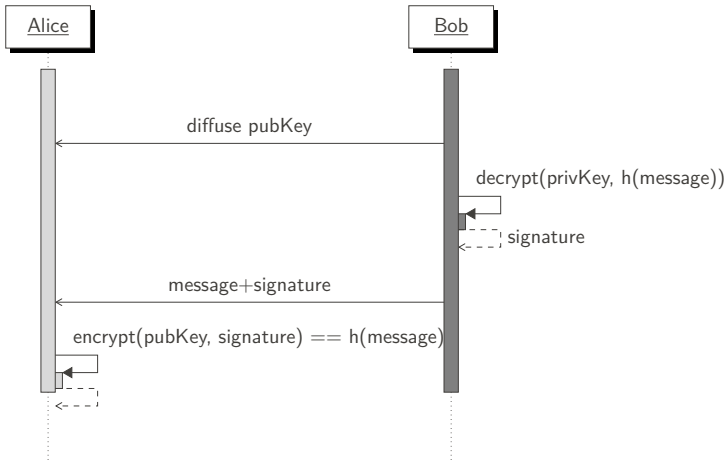 Alice
Bob
diffuse pubKey
decrypt(privKey, h(message))
signature
message+signature
encrypt(pubKey, signature) == h(message)